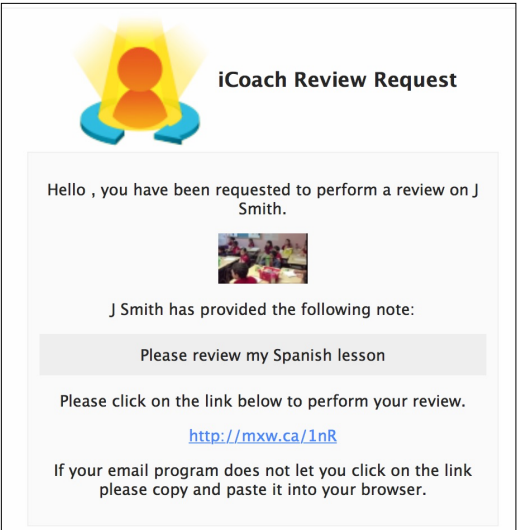 iCoach Review Request
Hello , you have been requested to perform a review on J
Smith.
J Smith has provided the following note:
Please review my Spanish lesson
Please click on the link below to perform your review.
http://mxw.ca/1nR
If your email program does not let you click on the link
please copy and paste it into your browser.